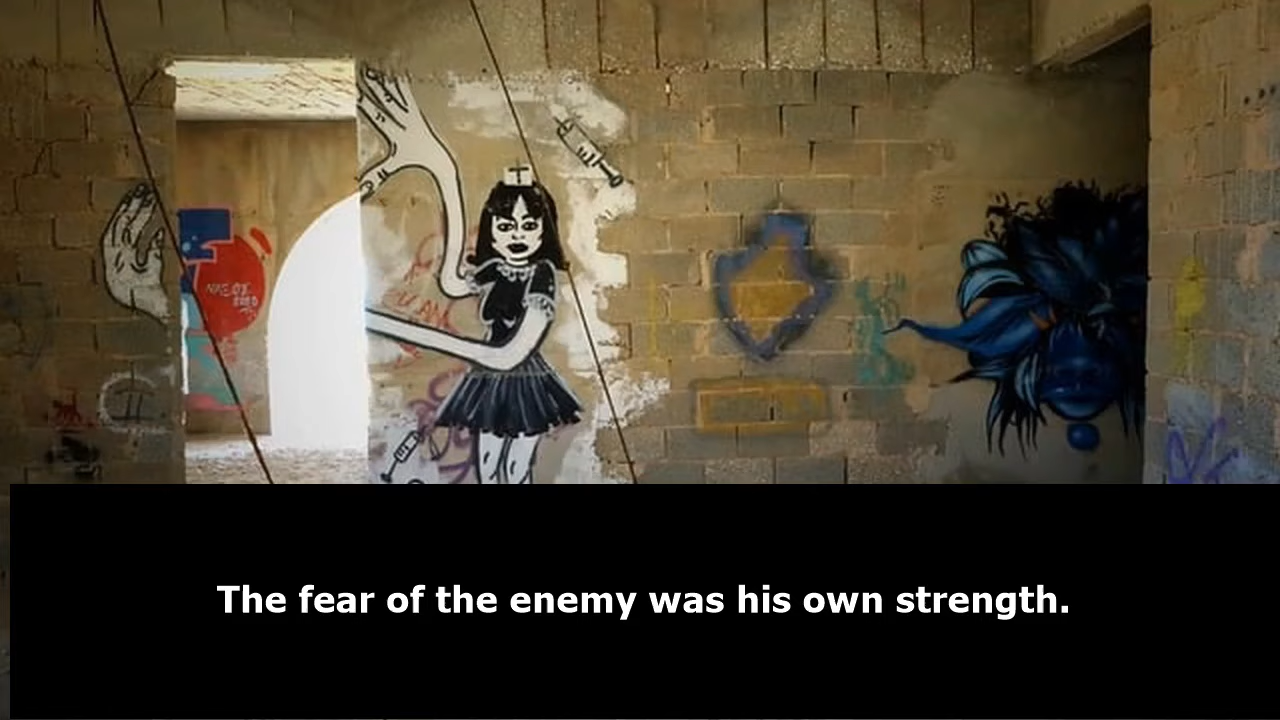 The fear of the enemy was his own strength.